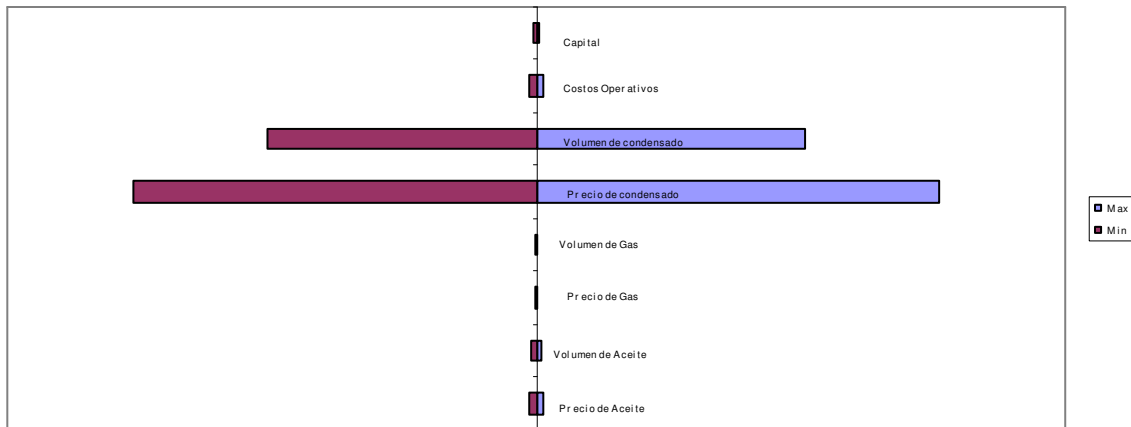 Capital
Costos Operativos
Volumen de condensado
Precio de condensado
Max
Min
Volumen de Gas
Precio de Gas
Volumen de Aceite
Precio de Aceite